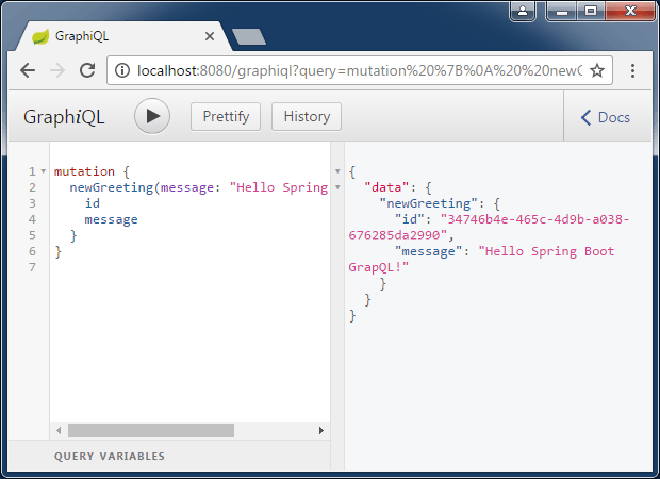 GraphiQL
localhost:8080/graphiql?query=mutation%20%7B%0A%20%20newG
GraphiQL
Prettify
History
Docs
1 mutation {
2 newGreeting(message: "Hello Spring
3 id
4 message
5 }
6 }
7
{
"data": {
"newGreeting": {
"id": "34746b4e-465c-4d9b-a038-
676285da2990",
"message": "Hello Spring Boot
GrapQL!"
}
}
}
QUERY VARIABLES